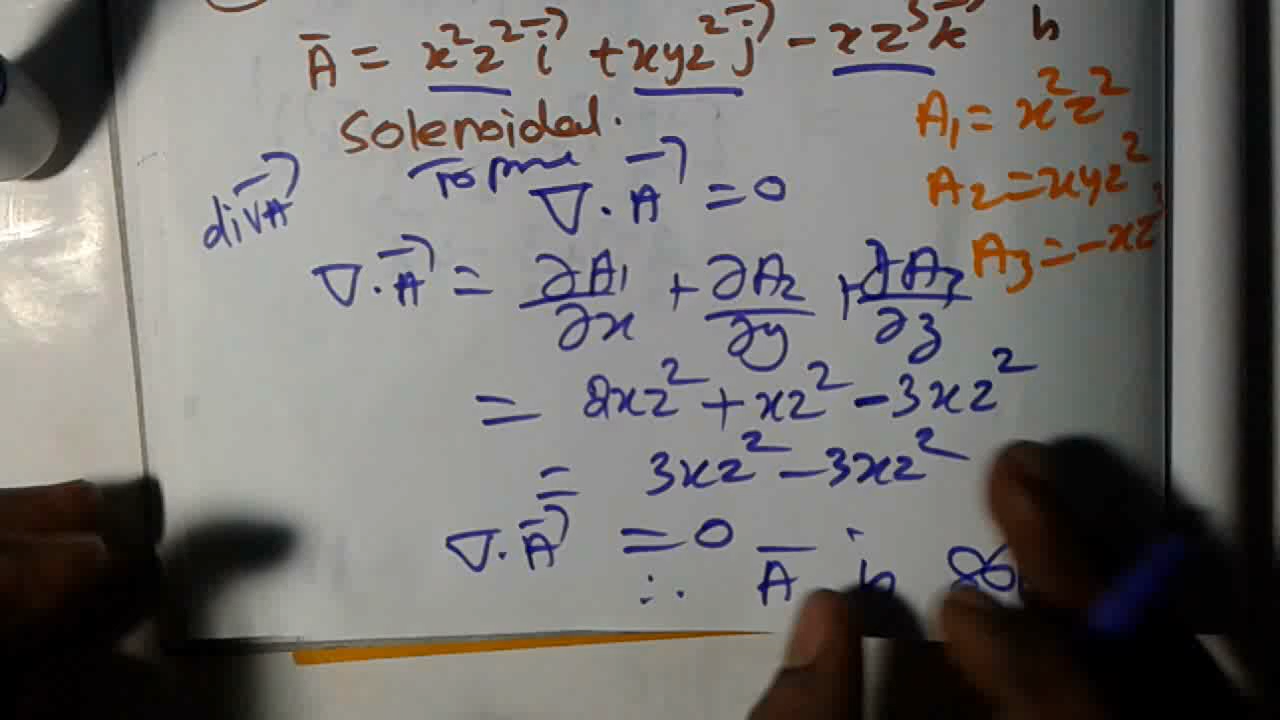 A̅ = x²z² i⃗ + xyz² j⃗ - xz³ k⃗ is
Solenoidal.
A₁ = x²z²
A₂ = xyz²
A₃ = -xz³
div A⃗
To prove ∇. A⃗ = 0
∇. A⃗ = ∂A₁/∂x + ∂A₂/∂y + ∂A₃/∂z
= 2xz² + xz² - 3xz²
= 3xz² - 3xz²
∇. A⃗ = 0
∴ A̅ is